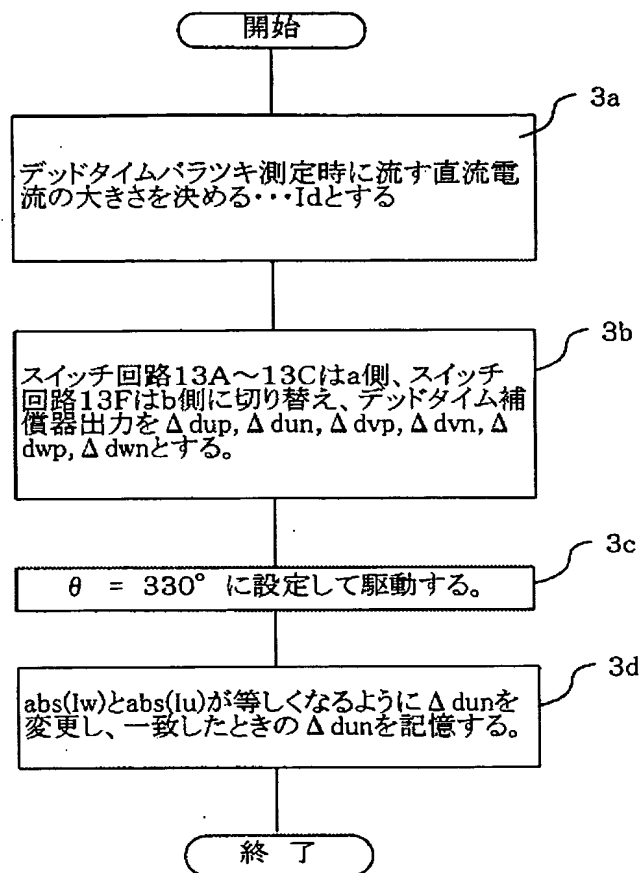 開始
3a
デッドタイムバラツキ測定時に流す直流電
流の大きさを決める・・・Idとする
3b
スイッチ回路13A～13Cはa側、スイッチ
回路13Fはb側に切り替え、デッドタイム補
償器出力をΔdup,Δdun,Δdvp,Δdvn,Δ
dwp,Δdwnとする。
3c
θ = 330° に設定して駆動する。
3d
abs(Iw)とabs(Iu)が等しくなるようにΔdunを
変更し、一致したときのΔdunを記憶する。
終 了